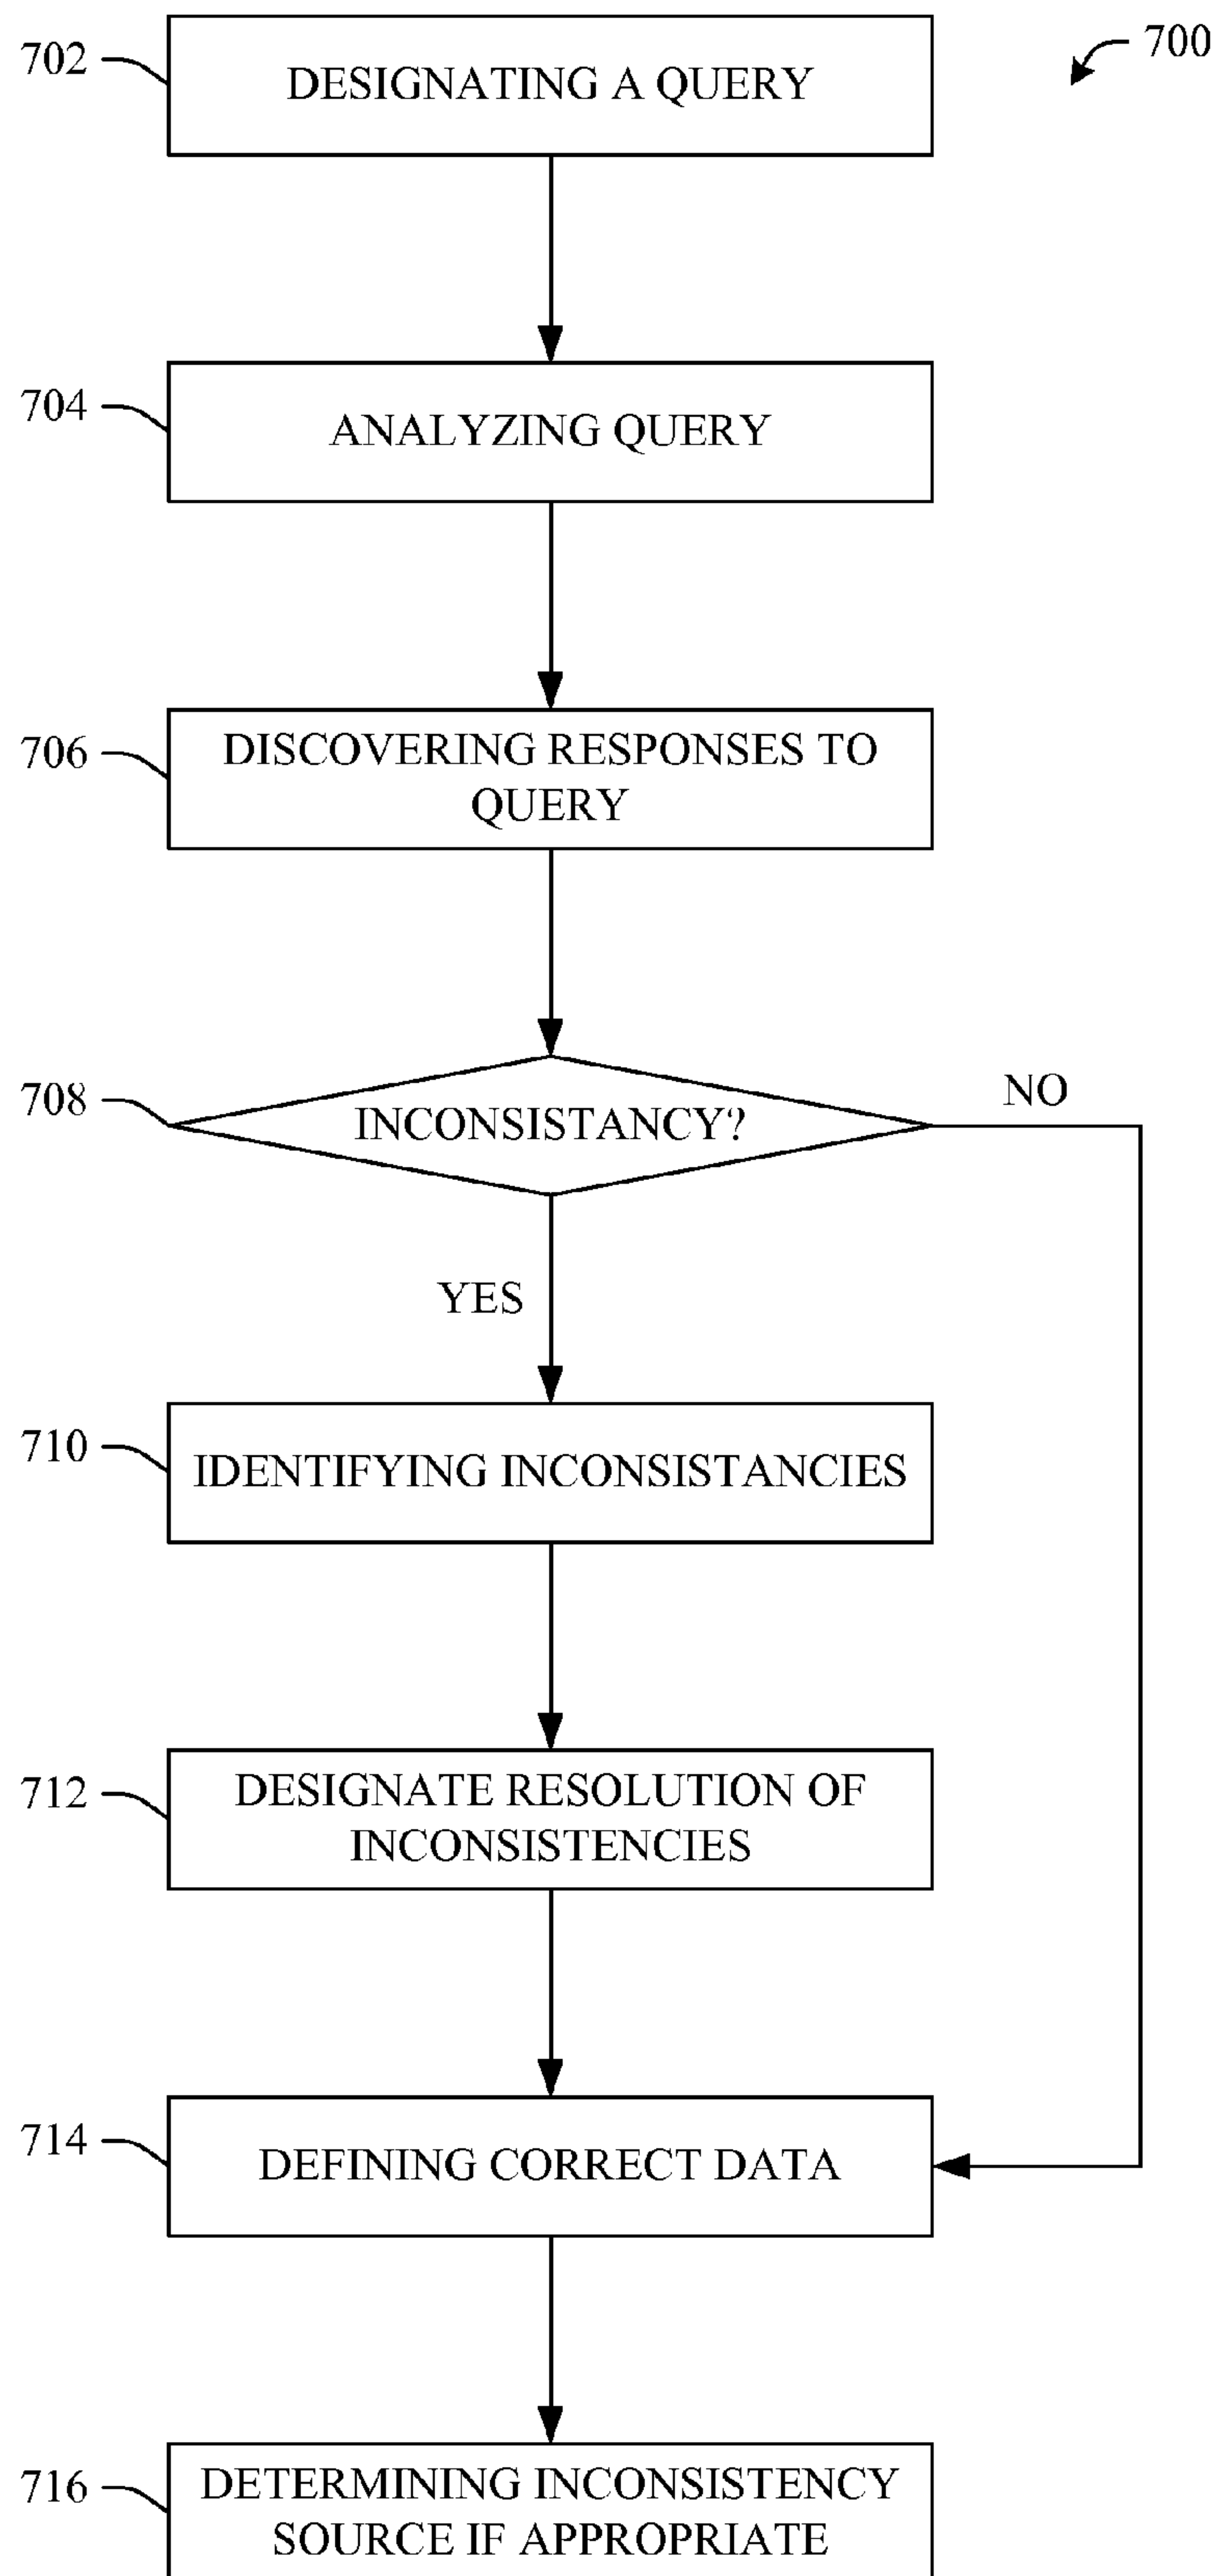 702
DESIGNATING A QUERY
700
704
ANALYZING QUERY
706
DISCOVERING RESPONSES TO
QUERY
708
INCONSISTANCY?
NO
YES
710
IDENTIFYING INCONSISTANCIES
712
DESIGNATE RESOLUTION OF
INCONSISTENCIES
714
DEFINING CORRECT DATA
716
DETERMINING INCONSISTENCY
SOURCE IF APPROPRIATE